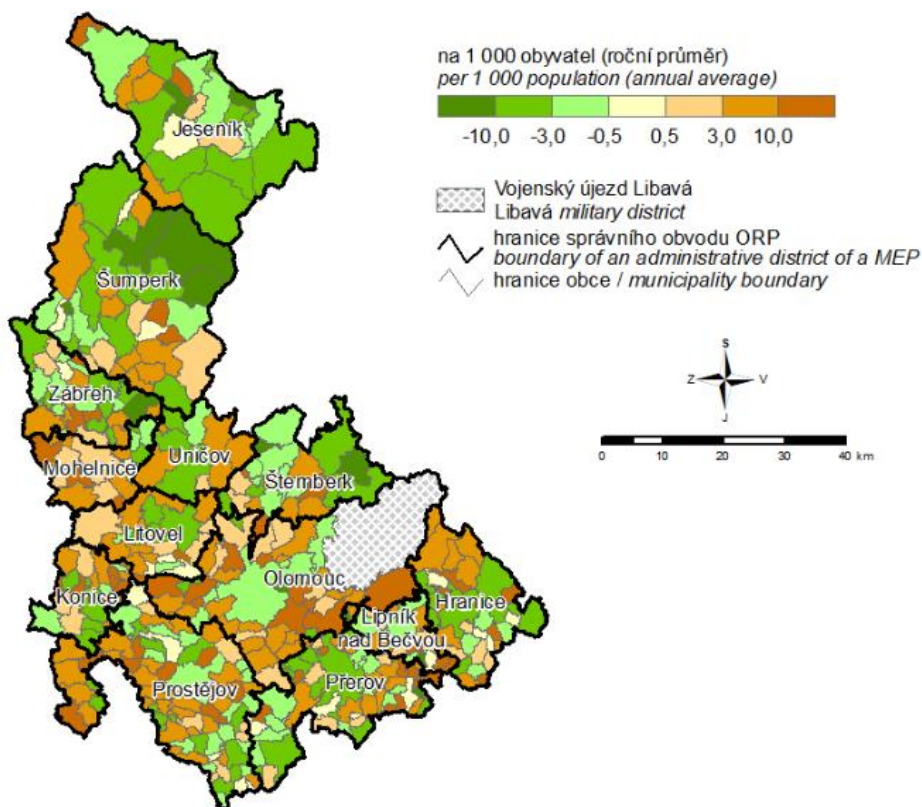 na 1 000 obyvatel (roční průměr)
per 1 000 population (annual average)
-10,0 -3,0 -0,5 0,5 3,0 10,0
Vojenský újezd Libavá
Libavá military district
hranice správního obvodu ORP
boundary of an administrative district of a MEP
hranice obce / municipality boundary
S
Z V
J
0 5 10 20 30 40 km
Jeseník
Šumperk
Zábřeh
Mohelnice
Uničov
Šternberk
Litovel
Olomouc
Konice
Lipník
nad Bečvou
Hranice
Prostějov
Přerov